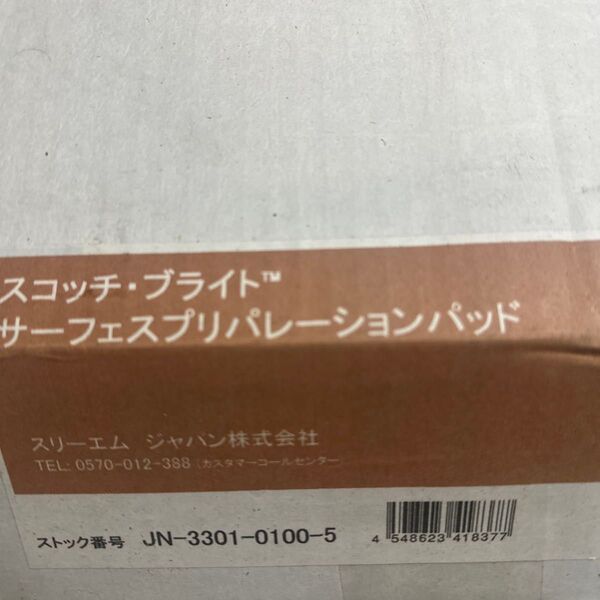 スコッチ・ブライト™
サーフェスプリパレーションパッド
スリーエム ジャパン株式会社
TEL: 0570-012-388 (カスタマーコールセンター)
ストック番号 JN-3301-0100-5
4 548623 418377